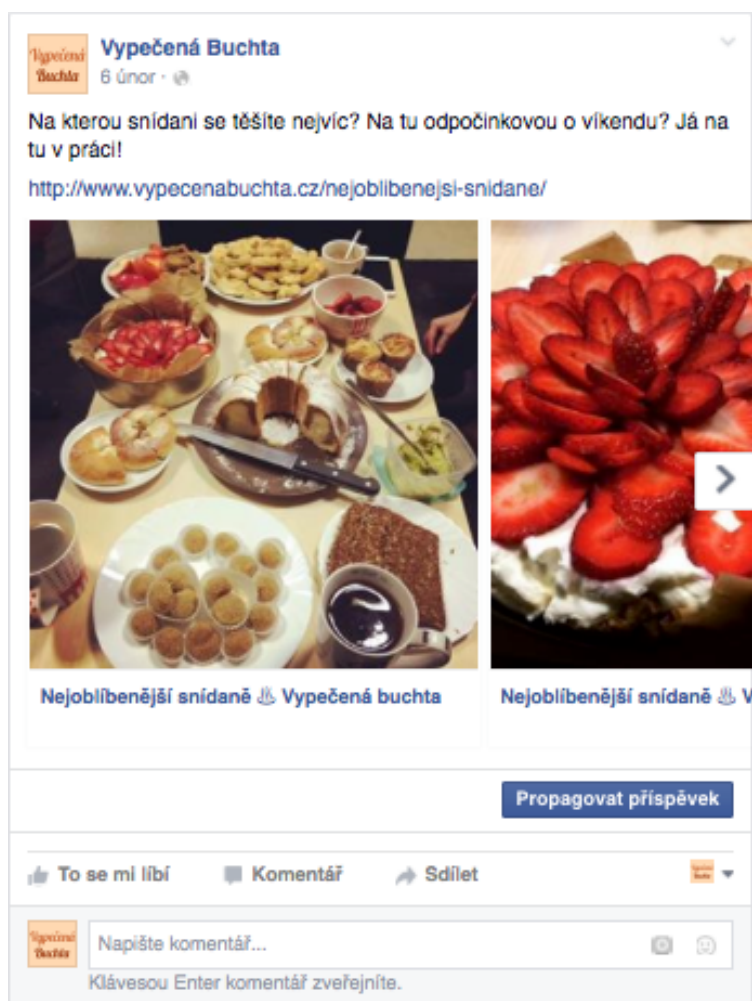 Vypečená
Buchta
Vypečená Buchta
6 únor ·
Na kterou snídani se těšíte nejvíc? Na tu odpočinkovou o víkendu? Já na
tu v práci!
http://www.vypecenabuchta.cz/nejoblibenejsi-snidane/
Nejoblíbenější snídaně ♨ Vypečená buchta
Nejoblíbenější snídaně ♨ V
Propagovat příspěvek
To se mi líbí Komentář Sdílet
Vypečená
Buchta
Napište komentář...
Klávesou Enter komentář zveřejníte.